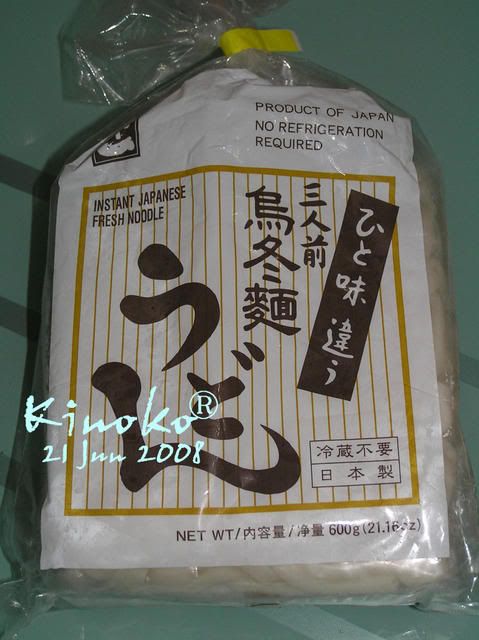 PRODUCT OF JAPAN
NO REFRIGERATION
REQUIRED
INSTANT JAPANESE
FRESH NOODLE
ひと味 違う
三人前
烏冬麵
うどん
冷蔵不要
日本製
Kinoko®
21 Jun 2008
NET WT/内容量/净量 600g(21.16oz)